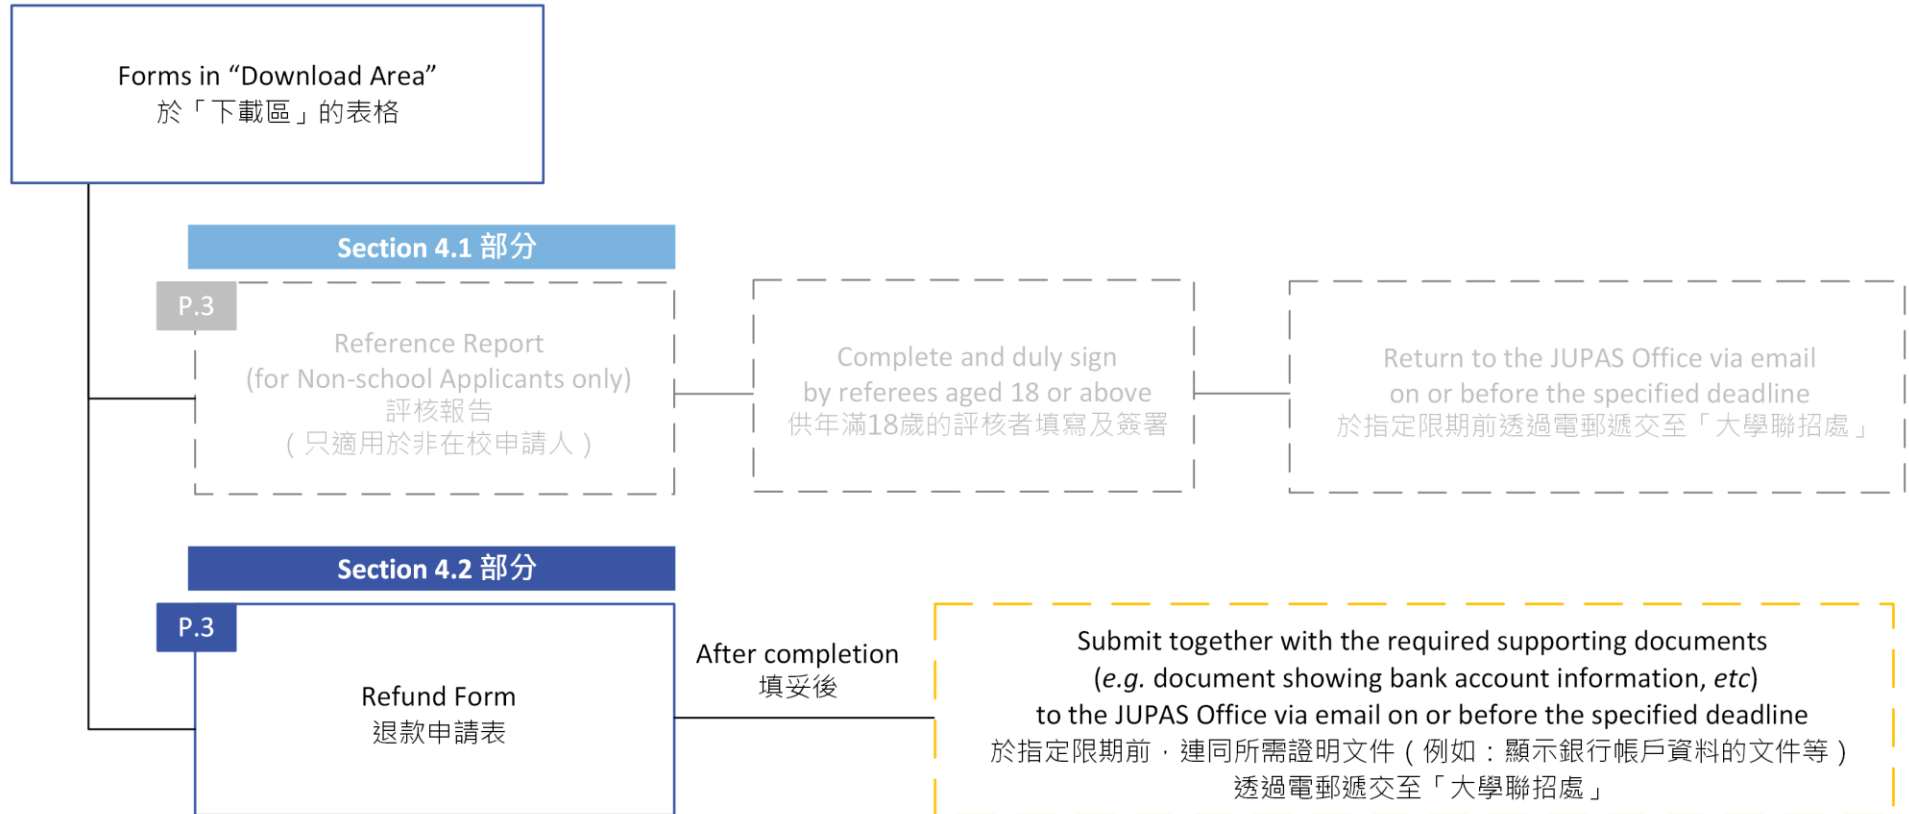 Forms in “Download Area”
於「下載區」的表格
Section 4.1 部分
P.3
Reference Report
(for Non-school Applicants only)
評核報告
（只適用於非在校申請人）
Complete and duly sign
by referees aged 18 or above
供年滿18歲的評核者填寫及簽署
Return to the JUPAS Office via email
on or before the specified deadline
於指定限期前透過電郵遞交至「大學聯招處」
Section 4.2 部分
P.3
Refund Form
退款申請表
After completion
填妥後
Submit together with the required supporting documents
(e.g. document showing bank account information, etc)
to the JUPAS Office via email on or before the specified deadline
於指定限期前，連同所需證明文件（例如：顯示銀行帳戶資料的文件等）
透過電郵遞交至「大學聯招處」